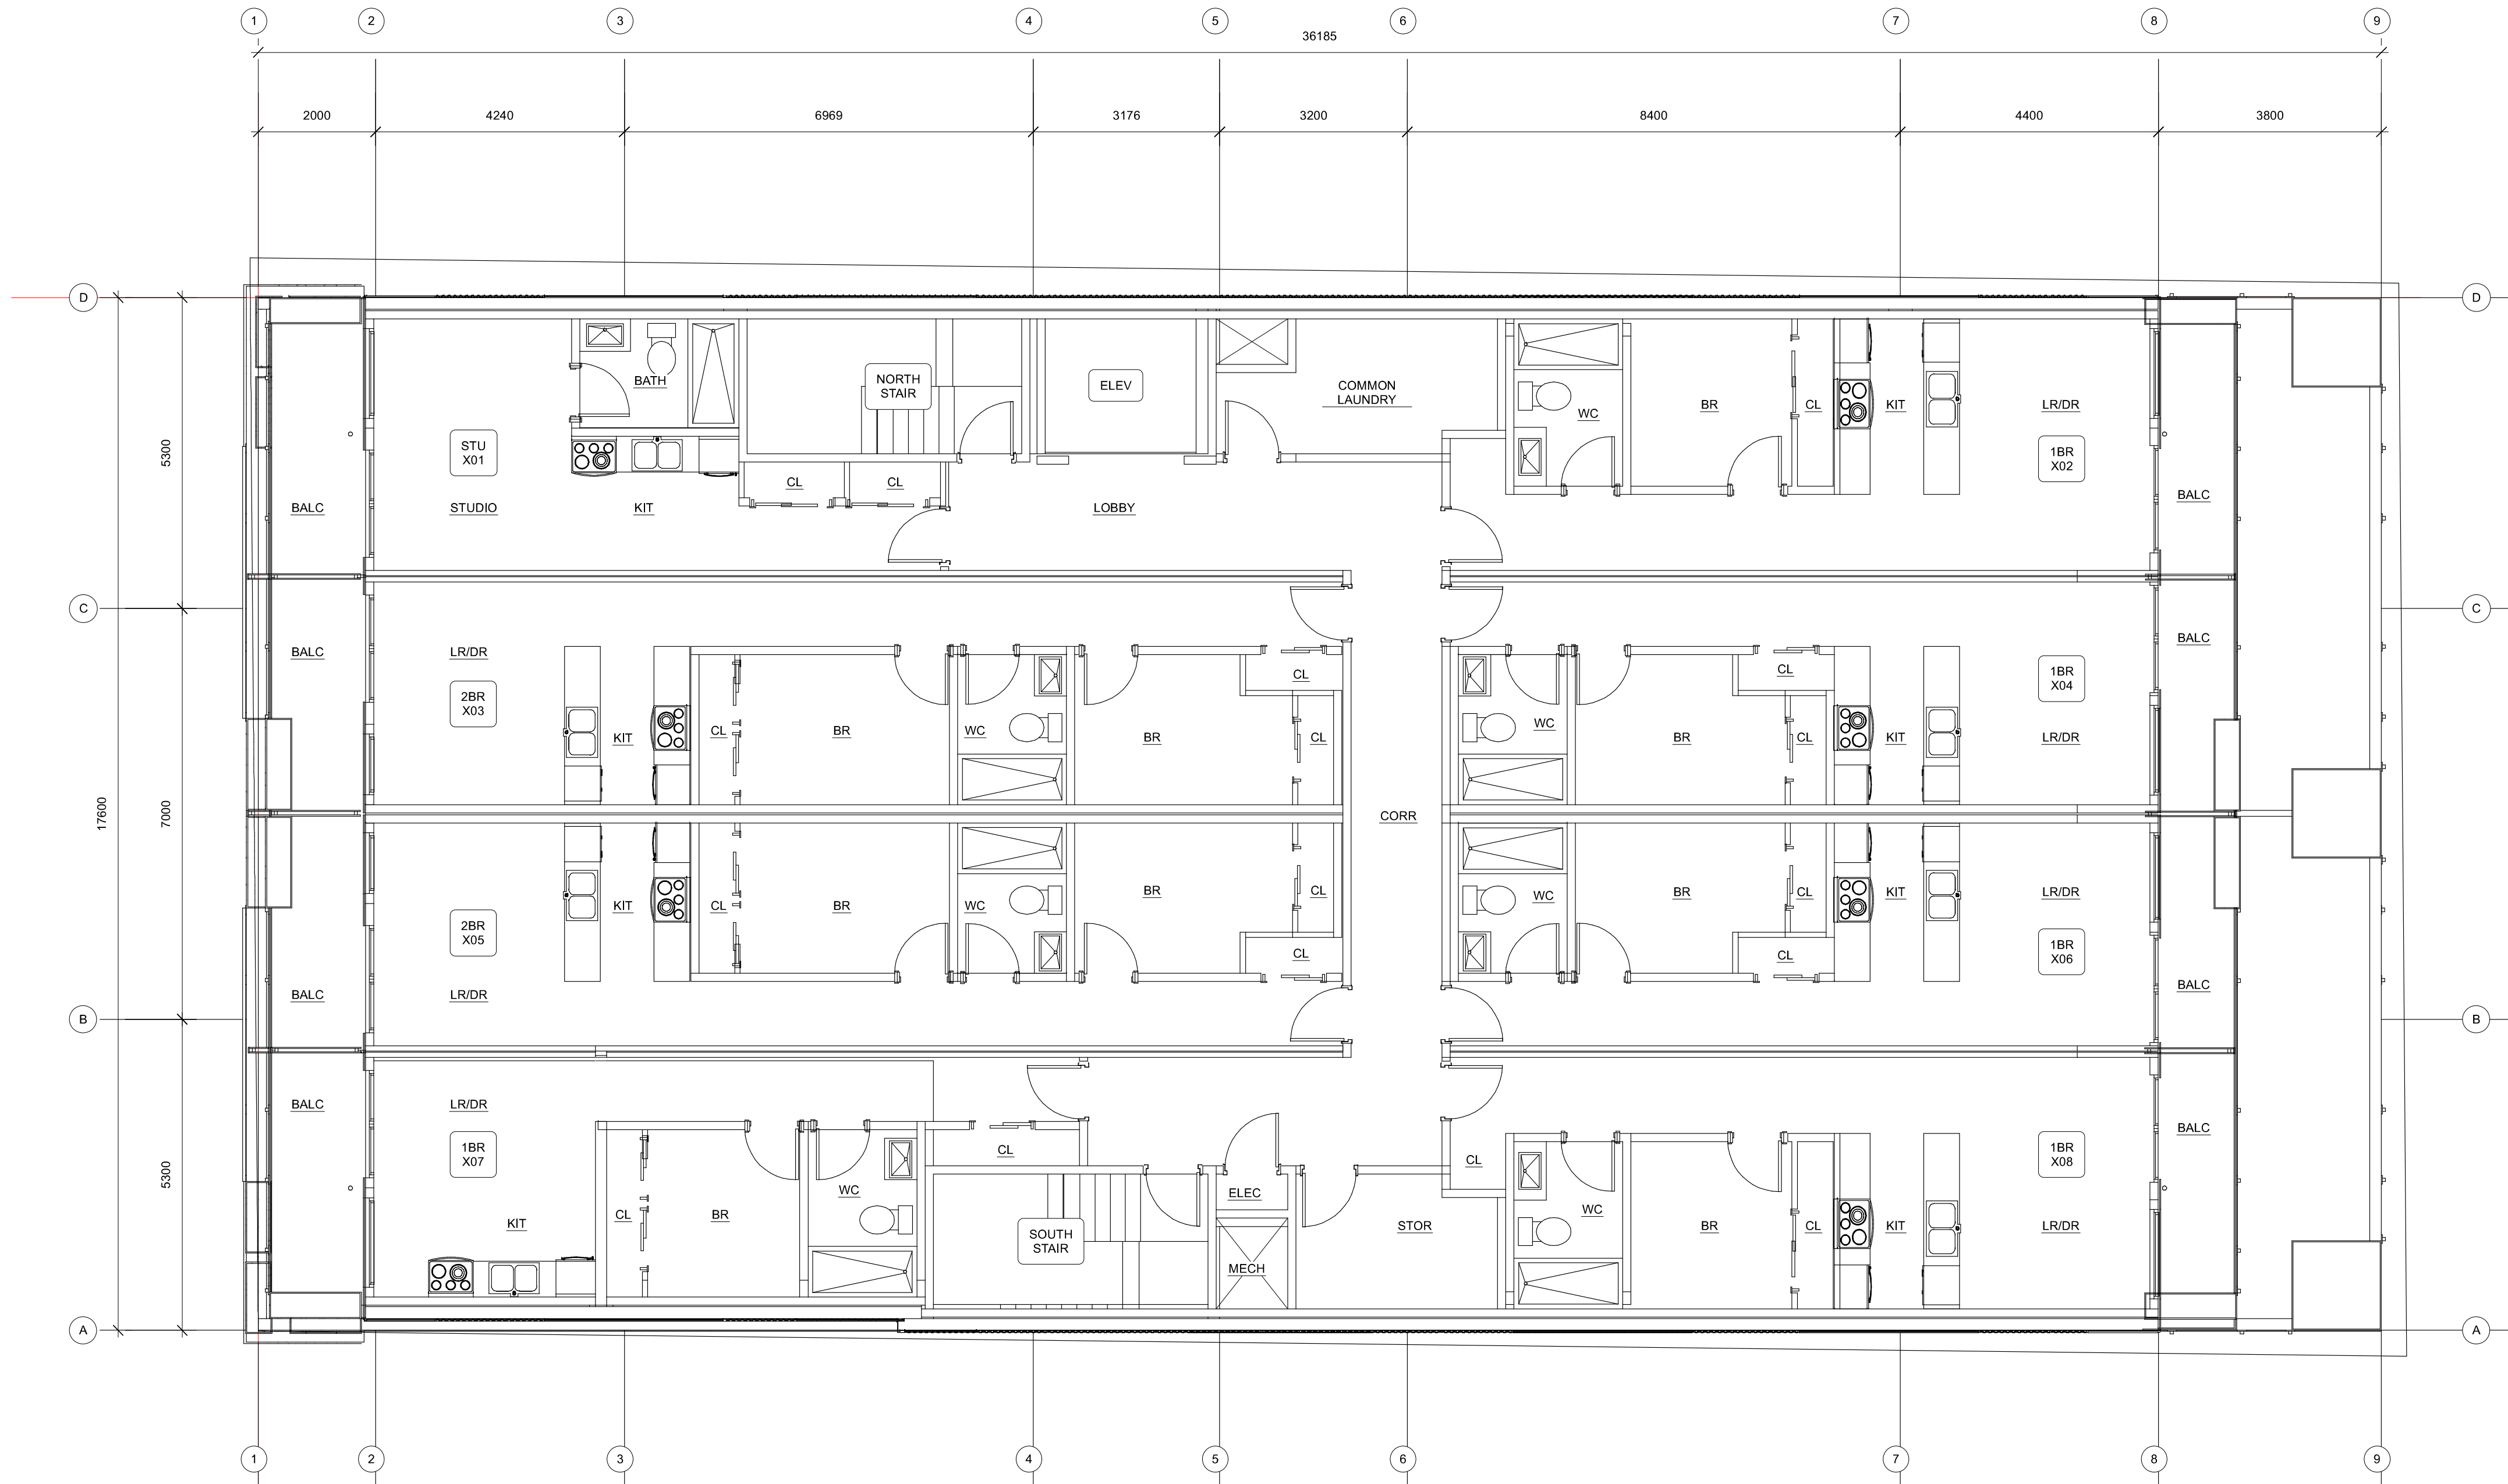 1 2 3 4 5 6 7 8 9
36185
2000 4240 6969 3176 3200 8400 4400 3800
D D
NORTH
STAIR
ELEV
BATH
COMMON
LAUNDRY
WC BR CL KIT LR/DR
STU
X01
1BR
X02
5300
CL CL
BALC STUDIO KIT LOBBY BALC
C C
BALC LR/DR BALC
2BR
X03
1BR
X04
CL CL
KIT CL BR WC BR CL WC BR CL KIT LR/DR
17600
7000
CORR
KIT CL BR WC BR CL WC BR CL KIT LR/DR
2BR
X05
1BR
X06
CL CL
BALC LR/DR BALC
B B
BALC LR/DR BALC
1BR
X07
1BR
X08
CL CL
5300
WC ELEC WC
KIT CL BR STOR BR CL KIT LR/DR
SOUTH
STAIR
MECH
A A
1 2 3 4 5 6 7 8 9